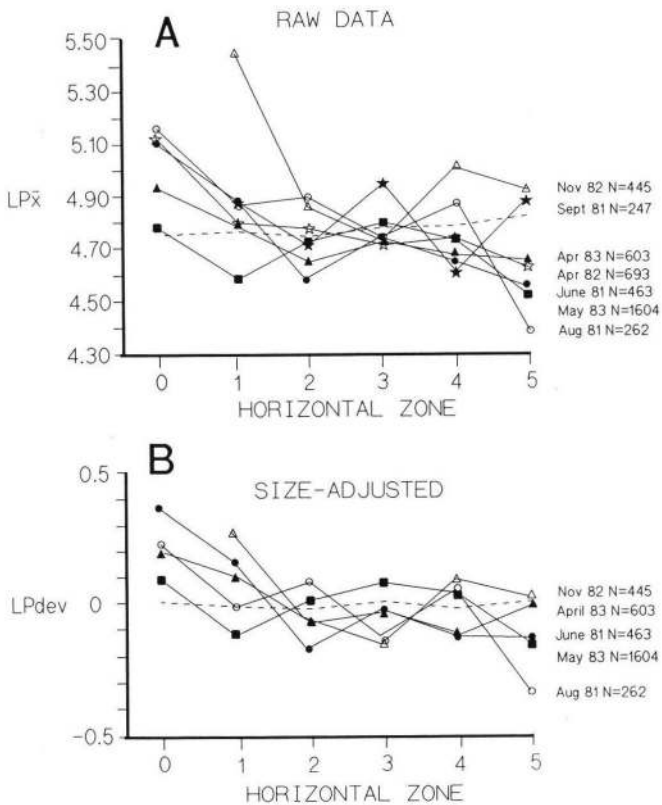 A
RAW DATA
5.50
5.30
5.10
4.90
4.70
4.50
4.30
LPx̄
Nov 82 N=445
Sept 81 N=247
Apr 83 N=603
Apr 82 N=693
June 81 N=463
May 83 N=1604
Aug 81 N=262
0 1 2 3 4 5
HORIZONTAL ZONE
B
SIZE-ADJUSTED
0.5
0
-0.5
LPdev
Nov 82 N=445
April 83 N=603
June 81 N=463
May 83 N=1604
Aug 81 N=262
0 1 2 3 4 5
HORIZONTAL ZONE